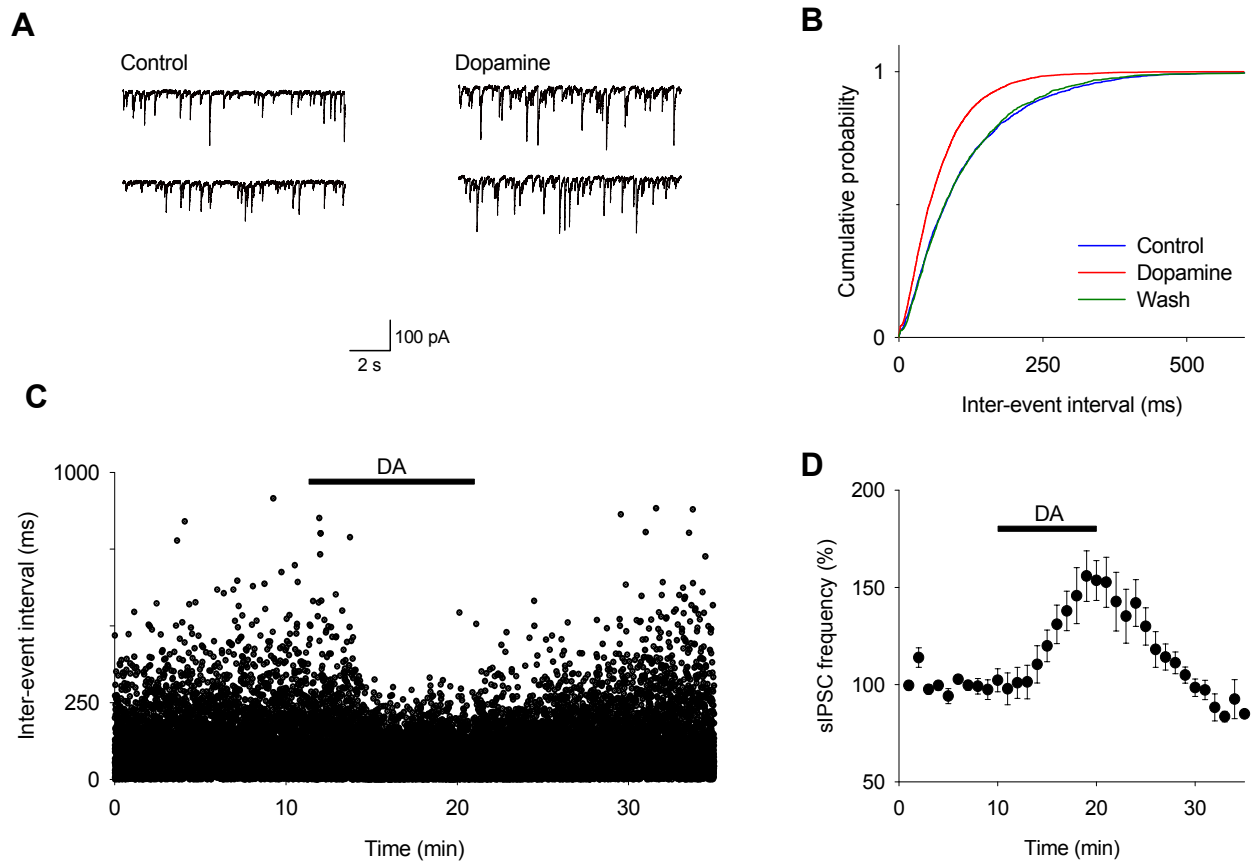 A
Control
Dopamine
100 pA
2 s
B
Cumulative probability
1
0
Control
Dopamine
Wash
0 250 500
Inter-event interval (ms)
C
Inter-event interval (ms)
1000
250
0
DA
0 10 20 30
Time (min)
D
sIPSC frequency (%)
200
150
100
50
DA
0 10 20 30
Time (min)